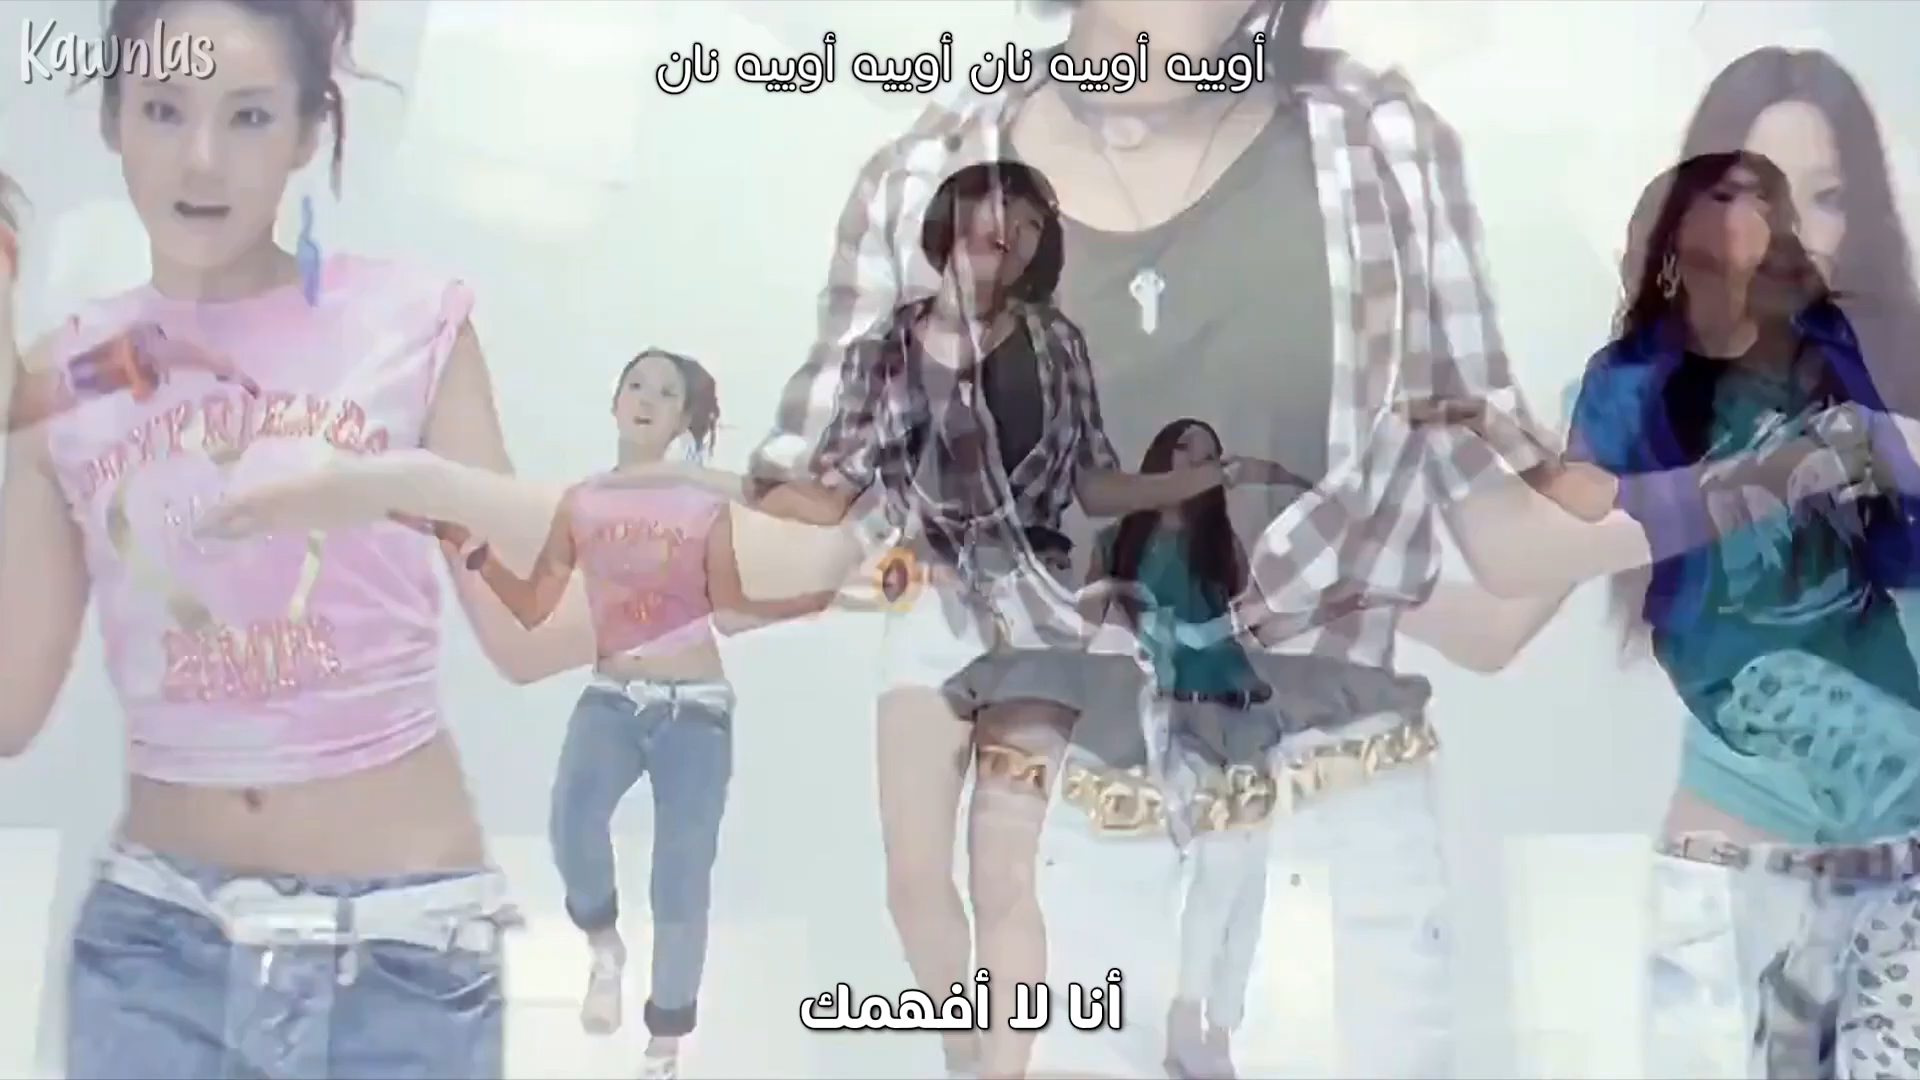 Kawnlas
أوييه أوييه نان أوييه أوييه نان
أنا لا أفهمك